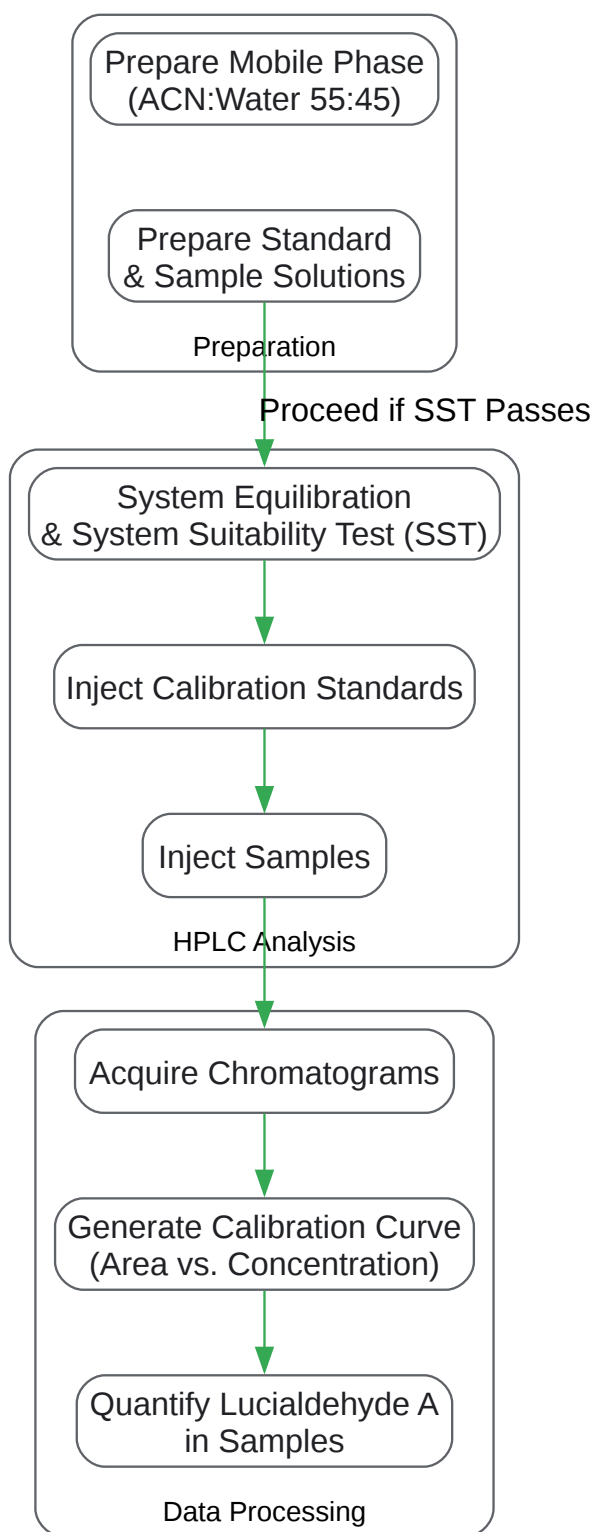 Prepare Mobile Phase
(ACN:Water 55:45)
Prepare Standard
& Sample Solutions
Preparation
Proceed if SST Passes
System Equilibration
& System Suitability Test (SST)
Inject Calibration Standards
Inject Samples
HPLC Analysis
Acquire Chromatograms
Generate Calibration Curve
(Area vs. Concentration)
Quantify Lucialdehyde A
in Samples
Data Processing